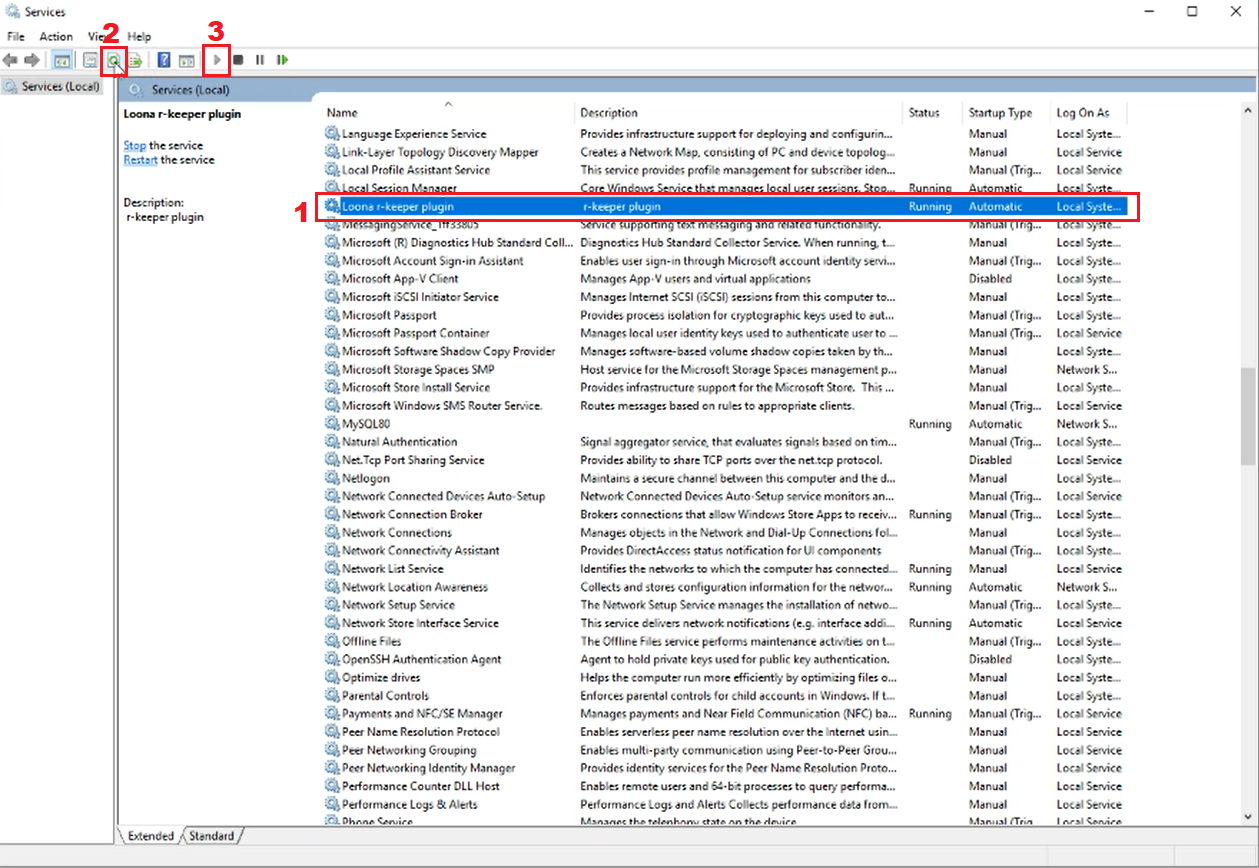 Services
File Action View Help
2
3
Services (Local)
Services (Local)
Loona r-keeper plugin
Stop the service
Restart the service
Description:
r-keeper plugin
Name Description Status Startup Type Log On As
Language Experience Service Provides infrastructure support for deploying and configurin... Manual Local Syste...
Link-Layer Topology Discovery Mapper Creates a Network Map, consisting of PC and device topolog... Manual Local Service
Local Profile Assistant Service This service provides profile management for subscriber iden... Manual (Trig... Local Service
Local Session Manager Core Windows Service that manages local user sessions. Stop... Running Automatic Local Syste...
1
Loona r-keeper plugin r-keeper plugin Running Automatic Local Syste...
MessagingService_1ff33805 Service supporting text messaging and related functionality. Manual (Trig... Local Syste...
Microsoft (R) Diagnostics Hub Standard Coll... Diagnostics Hub Standard Collector Service. When running, t... Manual Local Syste...
Microsoft Account Sign-in Assistant Enables user sign-in through Microsoft account identity servi... Manual (Trig... Local Syste...
Microsoft App-V Client Manages App-V users and virtual applications Disabled Local Syste...
Microsoft iSCSI Initiator Service Manages Internet SCSI (iSCSI) sessions from this computer to... Manual Local Syste...
Microsoft Passport Provides process isolation for cryptographic keys used to aut... Manual (Trig... Local Syste...
Microsoft Passport Container Manages local user identity keys used to authenticate user to ... Manual (Trig... Local Service
Microsoft Software Shadow Copy Provider Manages software-based volume shadow copies taken by th... Manual Local Syste...
Microsoft Storage Spaces SMP Host service for the Microsoft Storage Spaces management p... Manual Network S...
Microsoft Store Install Service Provides infrastructure support for the Microsoft Store. This ... Manual Local Syste...
Microsoft Windows SMS Router Service. Routes messages based on rules to appropriate clients. Manual (Trig... Local Service
MySQL80 Running Automatic Network S...
Natural Authentication Signal aggregator service, that evaluates signals based on tim... Manual (Trig... Local Syste...
Net.Tcp Port Sharing Service Provides ability to share TCP ports over the net.tcp protocol. Disabled Local Service
Netlogon Maintains a secure channel between this computer and the d... Manual Local Syste...
Network Connected Devices Auto-Setup Network Connected Devices Auto-Setup service monitors an... Manual (Trig... Local Service
Network Connection Broker Brokers connections that allow Windows Store Apps to receiv... Running Manual (Trig... Local Syste...
Network Connections Manages objects in the Network and Dial-Up Connections fol... Manual Local Syste...
Network Connectivity Assistant Provides DirectAccess status notification for UI components Manual (Trig... Local Syste...
Network List Service Identifies the networks to which the computer has connected... Running Manual Local Service
Network Location Awareness Collects and stores configuration information for the networ... Running Automatic Network S...
Network Setup Service The Network Setup Service manages the installation of netwo... Manual (Trig... Local Syste...
Network Store Interface Service This service delivers network notifications (e.g. interface addi... Running Automatic Local Service
Offline Files The Offline Files service performs maintenance activities on t... Manual (Trig... Local Syste...
OpenSSH Authentication Agent Agent to hold private keys used for public key authentication. Disabled Local Syste...
Optimize drives Helps the computer run more efficiently by optimizing files o... Manual Local Syste...
Parental Controls Enforces parental controls for child accounts in Windows. If t... Manual Local Syste...
Payments and NFC/SE Manager Manages payments and Near Field Communication (NFC) ba... Running Manual (Trig... Local Service
Peer Name Resolution Protocol Enables serverless peer name resolution over the Internet usin... Manual Local Service
Peer Networking Grouping Enables multi-party communication using Peer-to-Peer Grou... Manual Local Service
Peer Networking Identity Manager Provides identity services for the Peer Name Resolution Proto... Manual Local Service
Performance Counter DLL Host Enables remote users and 64-bit processes to query performa... Manual Local Service
Performance Logs & Alerts Performance Logs and Alerts Collects performance data from... Manual Local Service
Phone Service Manages the telephony state on the device Manual (Trig... Local Service
Extended Standard